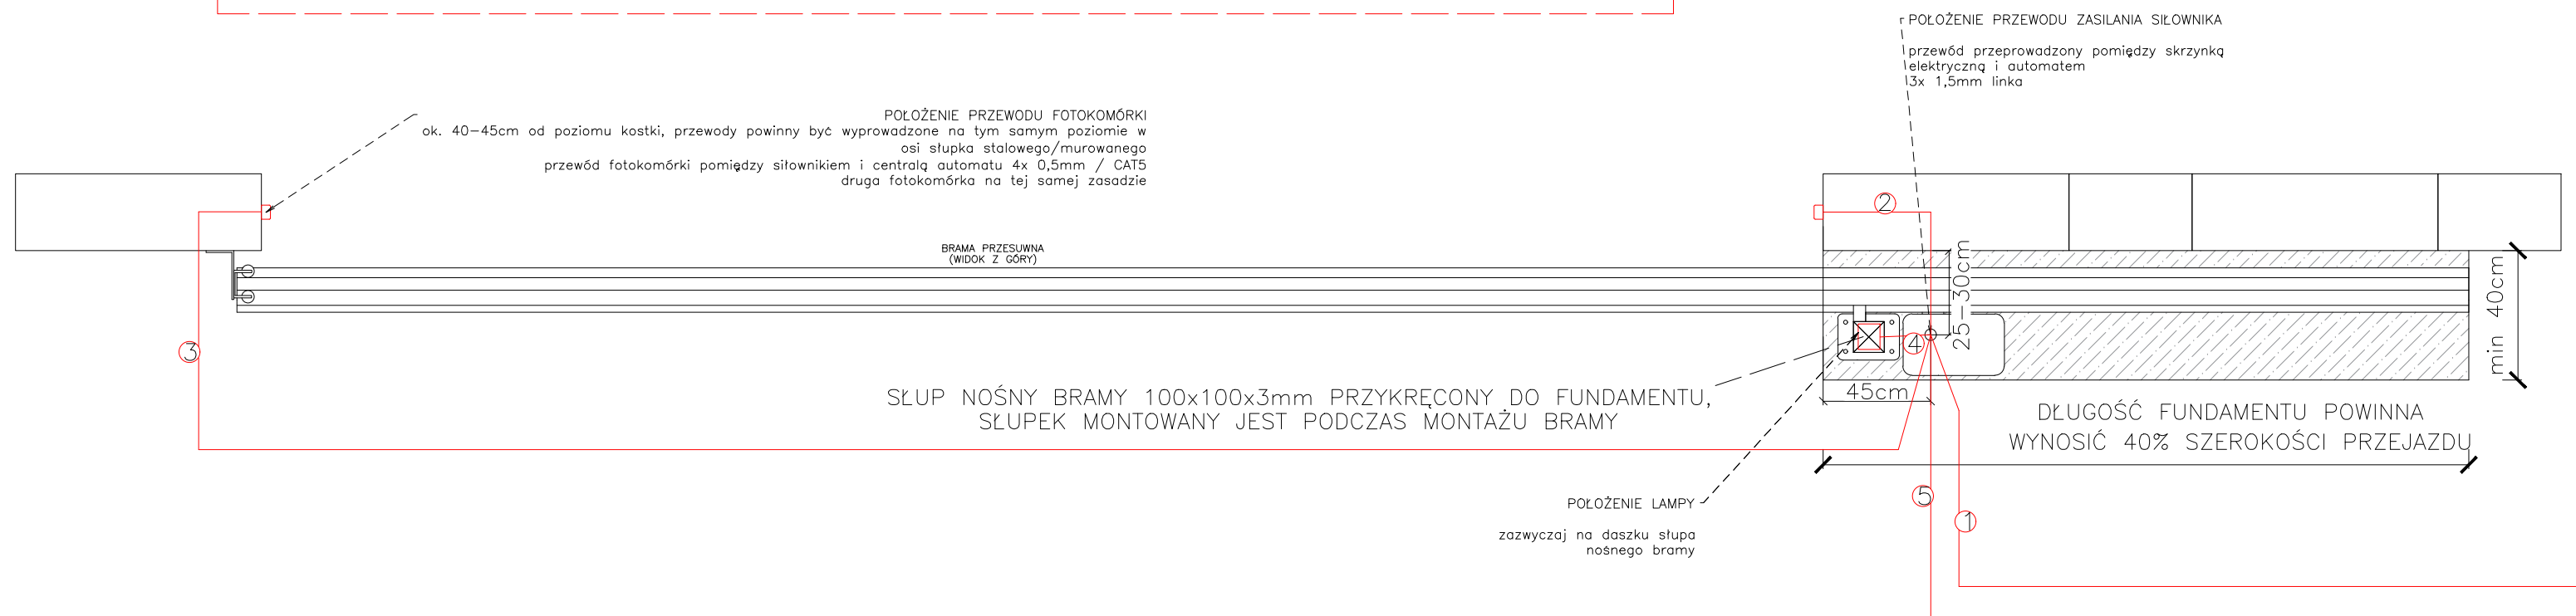 POŁOŻENIE PRZEWODU ZASILANIA SIŁOWNIKA
przewód przeprowadzony pomiędzy skrzynką
elektryczną i automatem
3x 1,5mm linka
POŁOŻENIE PRZEWODU FOTOKOMÓRKI
ok. 40-45cm od poziomu kostki, przewody powinny być wyprowadzone na tym samym poziomie w
osi słupka stalowego/murowanego
przewód fotokomórki pomiędzy siłownikiem i centralą automatu 4x 0,5mm / CAT5
druga fotokomórka na tej samej zasadzie
2
BRAMA PRZESUWNA
(WIDOK Z GÓRY)
25-30cm
min 40cm
3
4
45cm
SŁUP NOŚNY BRAMY 100x100x3mm PRZYKRĘCONY DO FUNDAMENTU,
SŁUPEK MONTOWANY JEST PODCZAS MONTAŻU BRAMY
DŁUGOŚĆ FUNDAMENTU POWINNA
WYNOSIĆ 40% SZEROKOŚCI PRZEJAZDU
5
1
POŁOŻENIE LAMPY
zazwyczaj na daszku słupa
nośnego bramy